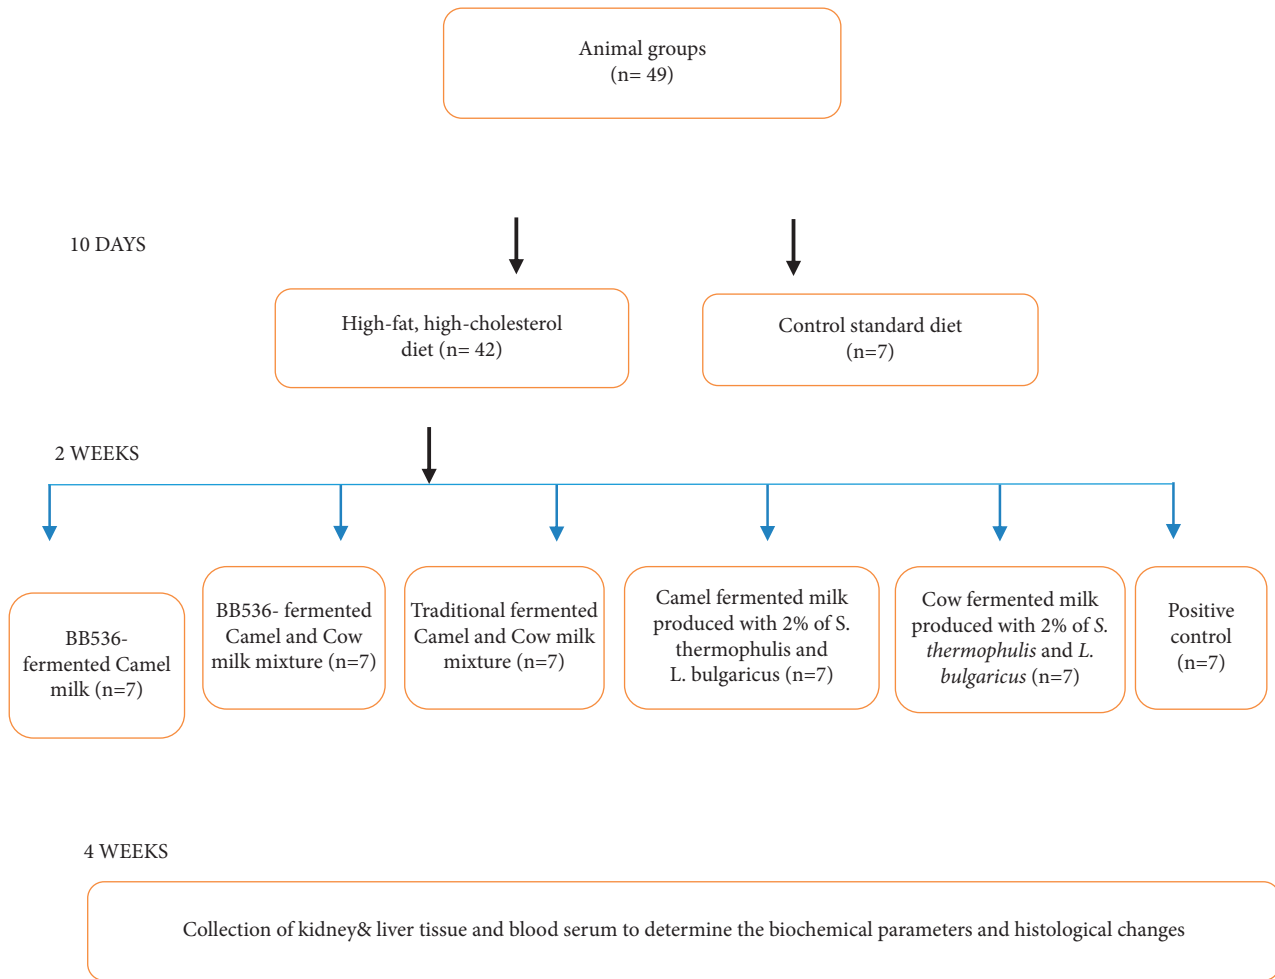 Animal groups
(n= 49)
10 DAYS
High-fat, high-cholesterol
diet (n= 42)
Control standard diet
(n=7)
2 WEEKS
BB536-
fermented Camel
milk (n=7)
BB536- fermented
Camel and Cow
milk mixture (n=7)
Traditional fermented
Camel and Cow milk
mixture (n=7)
Camel fermented milk
produced with 2% of S.
thermophulis and
L. bulgaricus (n=7)
Cow fermented milk
produced with 2% of S.
thermophulis and L.
bulgaricus (n=7)
Positive
control
(n=7)
4 WEEKS
Collection of kidney& liver tissue and blood serum to determine the biochemical parameters and histological changes